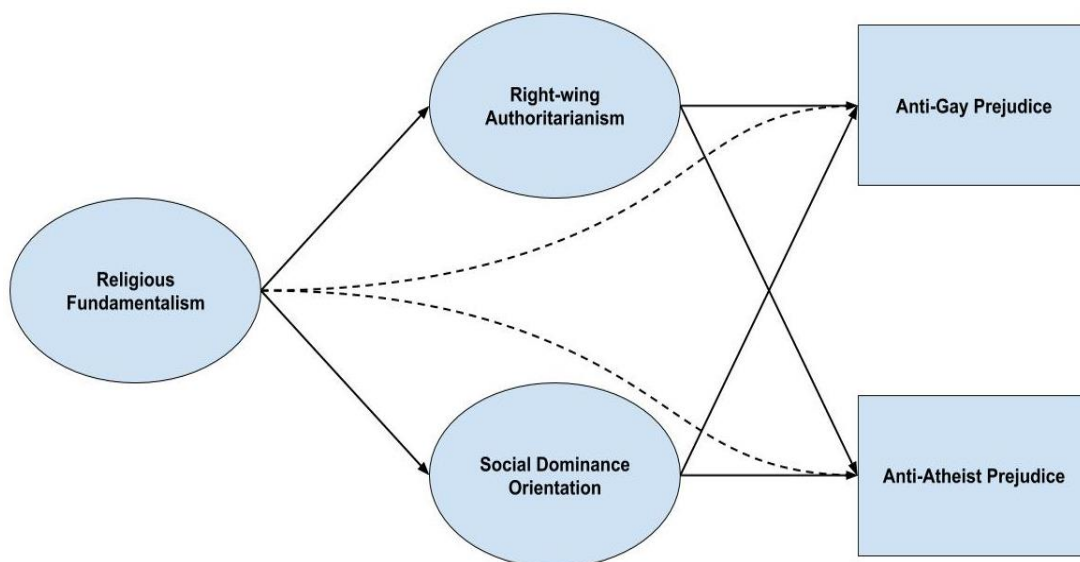 Right-wing
Authoritarianism
Anti-Gay Prejudice
Religious
Fundamentalism
Social Dominance
Orientation
Anti-Atheist Prejudice